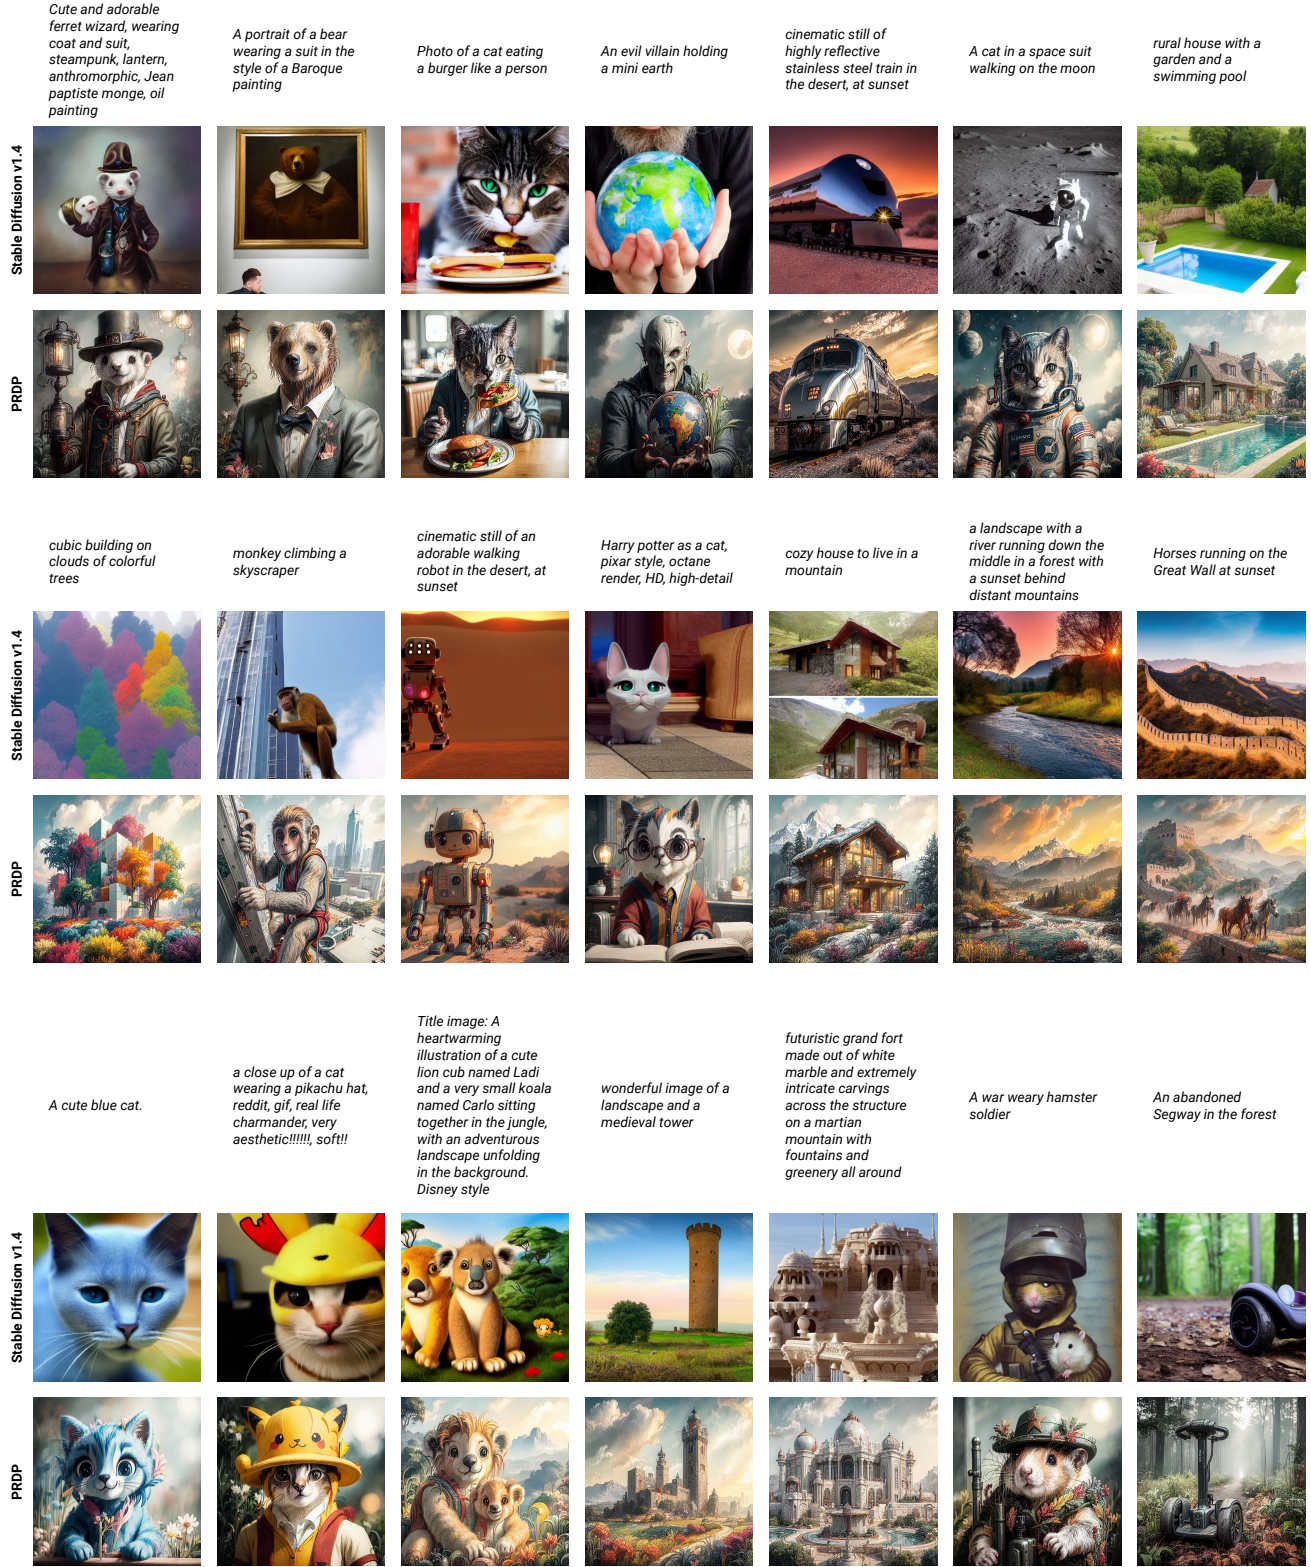 Cute and adorable
ferret wizard, wearing
coat and suit,
steampunk, lantern,
anthromorphic, Jean
paptiste monge, oil
painting
A portrait of a bear
wearing a suit in the
style of a Baroque
painting
Photo of a cat eating
a burger like a person
An evil villain holding
a mini earth
cinematic still of
highly reflective
stainless steel train in
the desert, at sunset
A cat in a space suit
walking on the moon
rural house with a
garden and a
swimming pool
Stable Diffusion v1.4
PRDP
cubic building on
clouds of colorful
trees
monkey climbing a
skyscraper
cinematic still of an
adorable walking
robot in the desert, at
sunset
Harry potter as a cat,
pixar style, octane
render, HD, high-detail
cozy house to live in a
mountain
a landscape with a
river running down the
middle in a forest with
a sunset behind
distant mountains
Horses running on the
Great Wall at sunset
Stable Diffusion v1.4
PRDP
A cute blue cat.
a close up of a cat
wearing a pikachu hat,
reddit, gif, real life
charmander, very
aesthetic!!!!!!, soft!!
Title image: A
heartwarming
illustration of a cute
lion cub named Ladi
and a very small koala
named Carlo sitting
together in the jungle,
with an adventurous
landscape unfolding
in the background.
Disney style
wonderful image of a
landscape and a
medieval tower
futuristic grand fort
made out of white
marble and extremely
intricate carvings
across the structure
on a martian
mountain with
fountains and
greenery all around
A war weary hamster
soldier
An abandoned
Segway in the forest
Stable Diffusion v1.4
PRDP